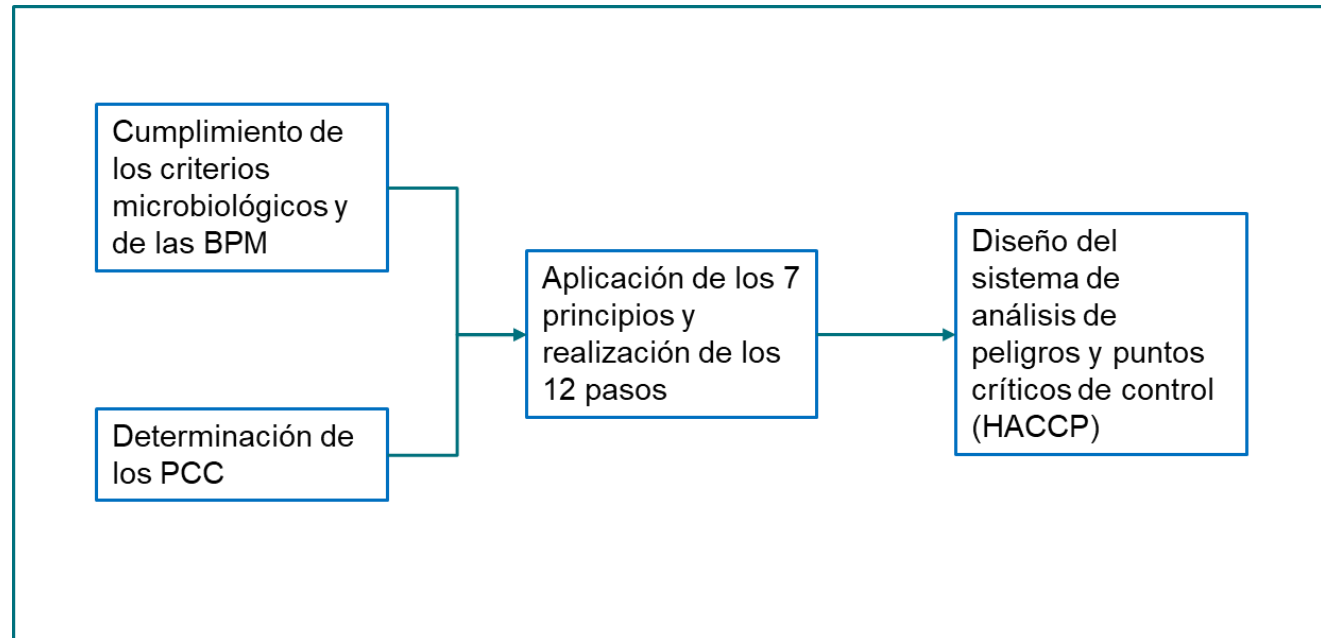 Cumplimiento de
los criterios
microbiológicos y
de las BPM
Determinación de
los PCC
Aplicación de los 7
principios y
realización de los
12 pasos
Diseño del
sistema de
análisis de
peligros y puntos
críticos de control
(HACCP)